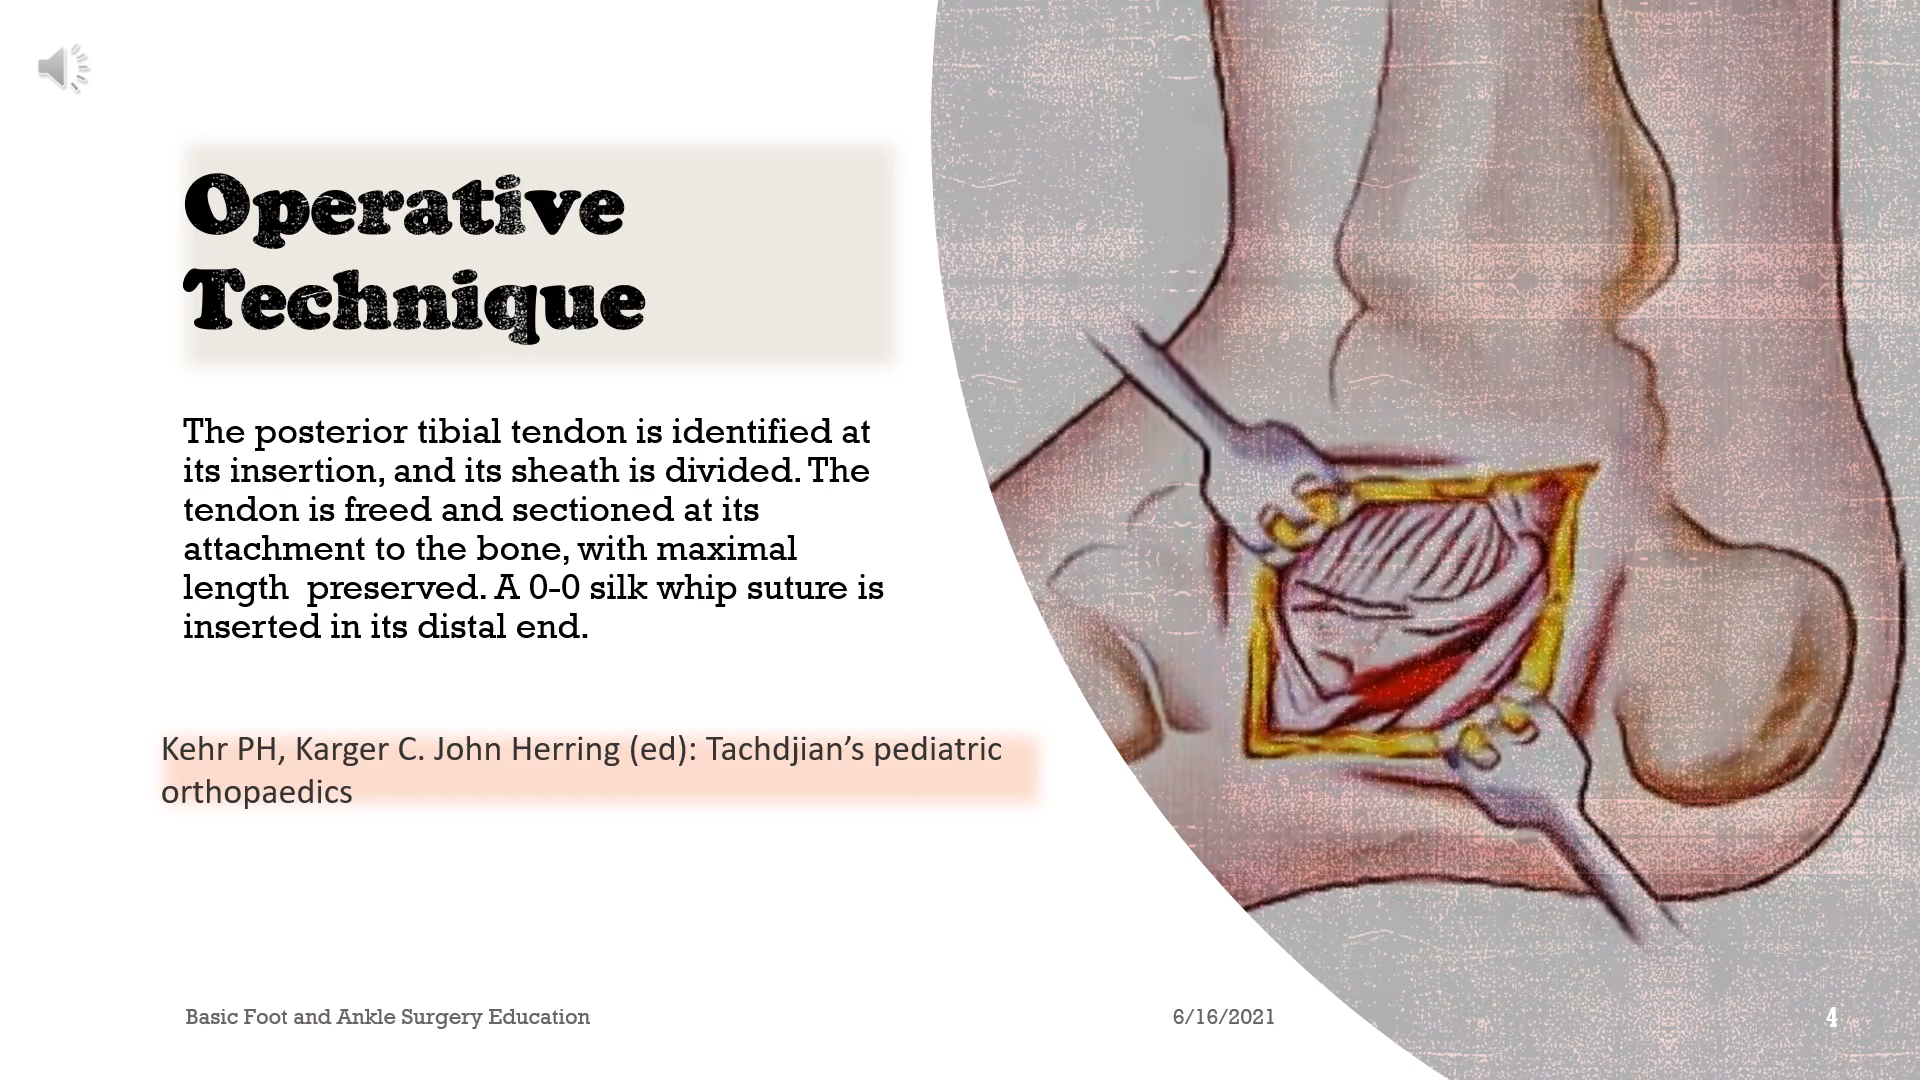 Operative
Technique
The posterior tibial tendon is identified at
its insertion, and its sheath is divided. The
tendon is freed and sectioned at its
attachment to the bone, with maximal
length  preserved. A 0-0 silk whip suture is
inserted in its distal end.
Kehr PH, Karger C. John Herring (ed): Tachdjian’s pediatric
orthopaedics
Basic Foot and Ankle Surgery Education
6/16/2021
4